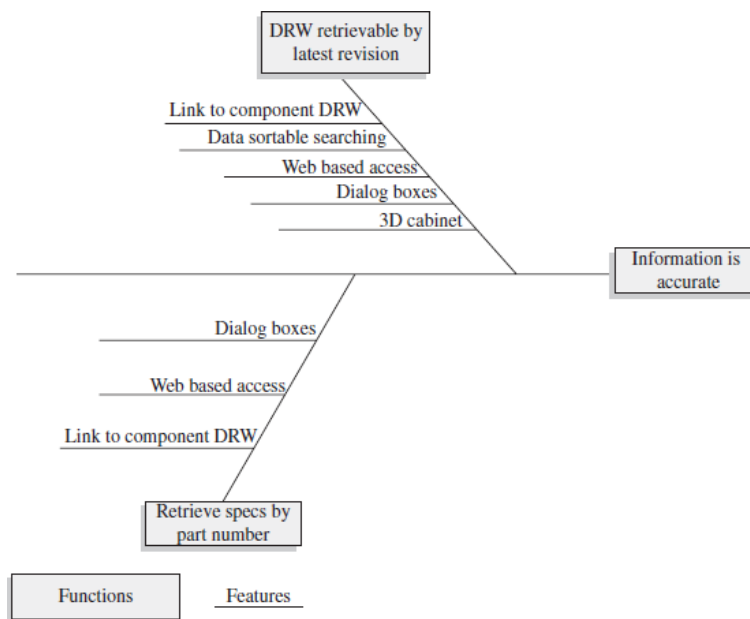 DRW retrievable by
latest revision
Link to component DRW
Data sortable searching
Web based access
Dialog boxes
3D cabinet
Information is
accurate
Dialog boxes
Web based access
Link to component DRW
Retrieve specs by
part number
Functions
Features